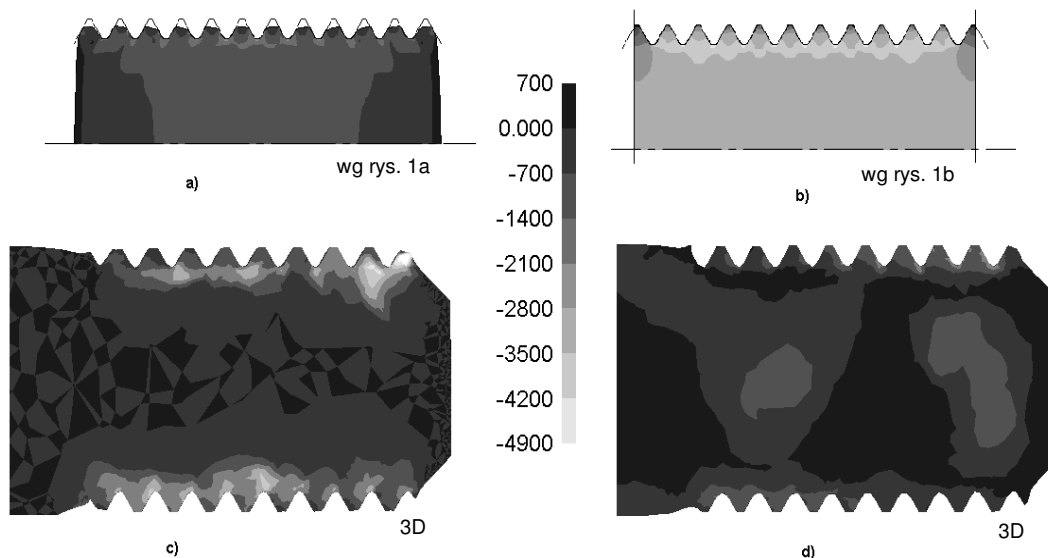 wg rys. 1a
a)
700
0.000
-700
-1400
-2100
-2800
-3500
-4200
-4900
wg rys. 1b
b)
3D
c)
3D
d)